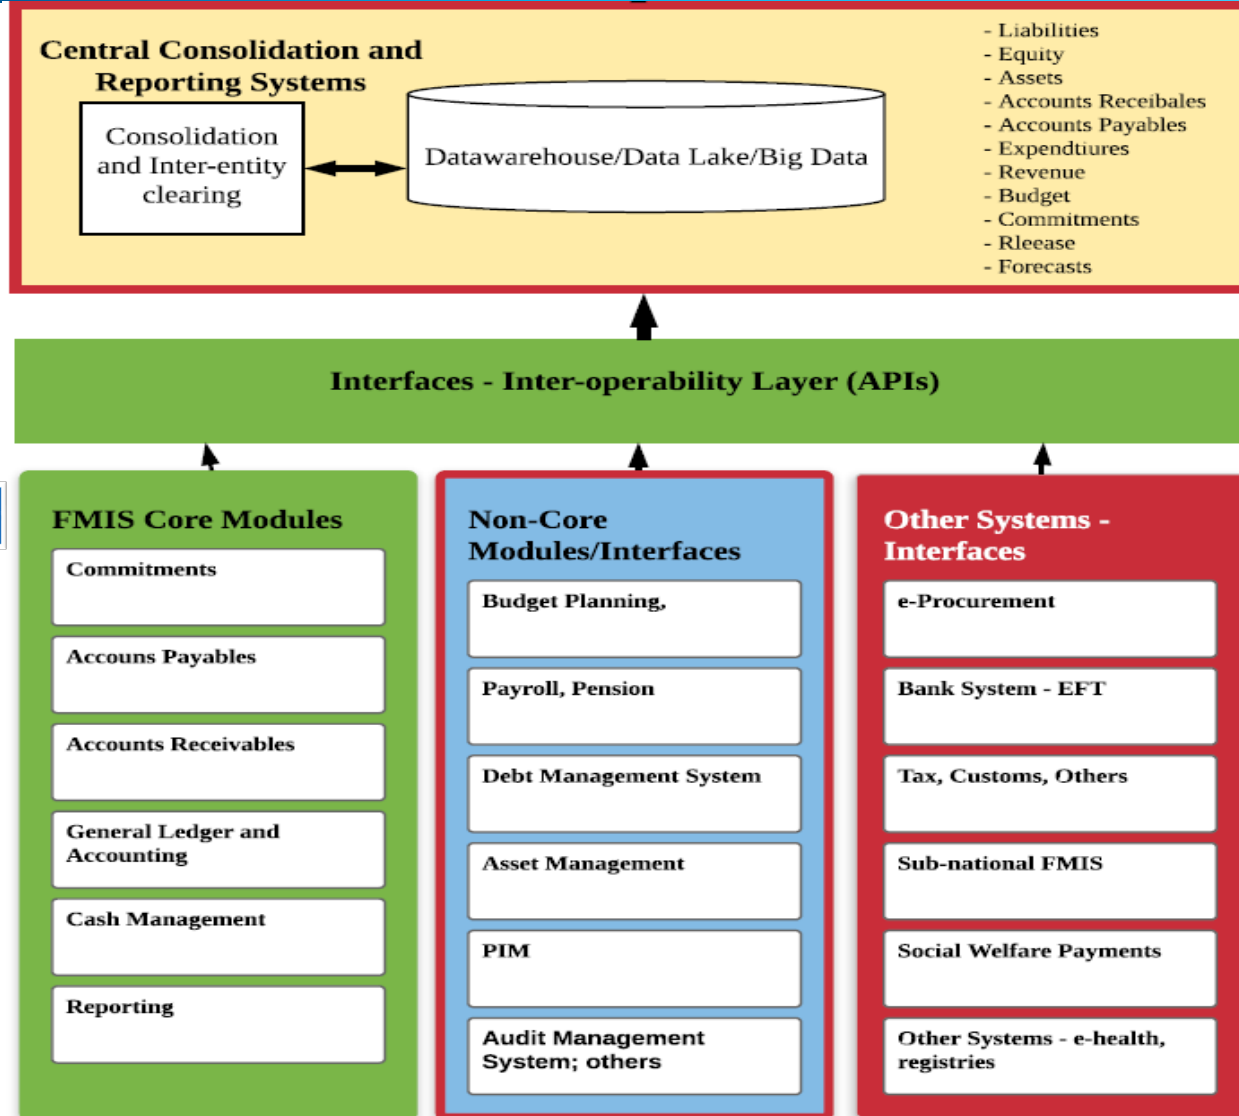 Central Consolidation and
Reporting Systems
Consolidation
and Inter-entity
clearing
Datawarehouse/Data Lake/Big Data
- Liabilities
- Equity
- Assets
- Accounts Receibales
- Accounts Payables
- Expendtiures
- Revenue
- Budget
- Commitments
- Rleease
- Forecasts
Interfaces - Inter-operability Layer (APIs)
FMIS Core Modules
Commitments
Accouns Payables
Accounts Receivables
General Ledger and
Accounting
Cash Management
Reporting
Non-Core
Modules/Interfaces
Budget Planning,
Payroll, Pension
Debt Management System
Asset Management
PIM
Audit Management
System; others
Other Systems -
Interfaces
e-Procurement
Bank System - EFT
Tax, Customs, Others
Sub-national FMIS
Social Welfare Payments
Other Systems - e-health,
registries